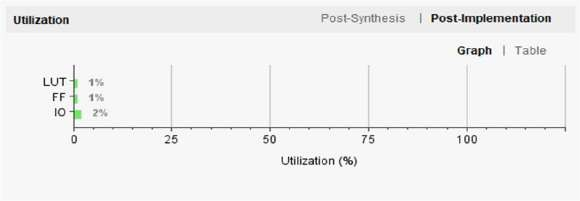 Utilization Post-Synthesis | Post-Implementation
Graph | Table
LUT 1%
FF 1%
IO 2%
0 25 50 75 100
Utilization (%)